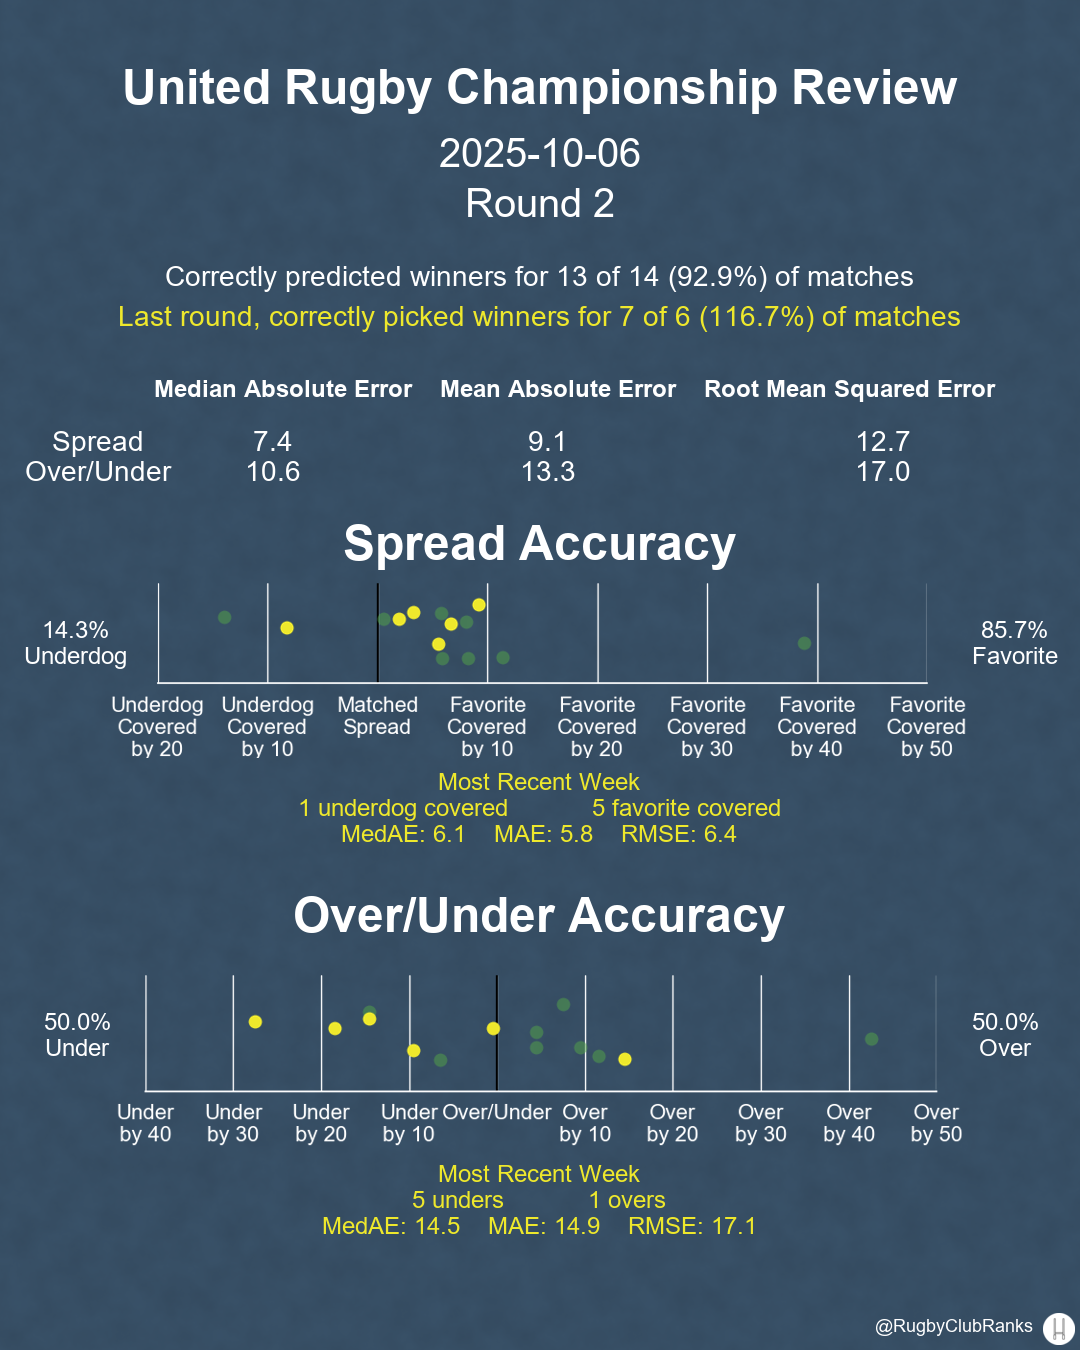 United Rugby Championship Review
2025-10-06
Round 2
Correctly predicted winners for 13 of 14 (92.9%) of matches
Last round, correctly picked winners for 7 of 6 (116.7%) of matches
Median Absolute Error Mean Absolute Error Root Mean Squared Error
Spread 7.4 9.1 12.7
Over/Under 10.6 13.3 17.0
Spread Accuracy
14.3% 85.7%
Underdog Favorite
Underdog Underdog Matched Favorite Favorite Favorite Favorite Favorite
Covered Covered Spread Covered Covered Covered Covered Covered
by 20 by 10 by 10 by 20 by 30 by 40 by 50
Most Recent Week
1 underdog covered 5 favorite covered
MedAE: 6.1 MAE: 5.8 RMSE: 6.4
Over/Under Accuracy
50.0% 50.0%
Under Over
Under Under Under Under Over/Under Over Over Over Over Over
by 40 by 30 by 20 by 10 by 10 by 20 by 30 by 40 by 50
Most Recent Week
5 unders 1 overs
MedAE: 14.5 MAE: 14.9 RMSE: 17.1
@RugbyClubRanks